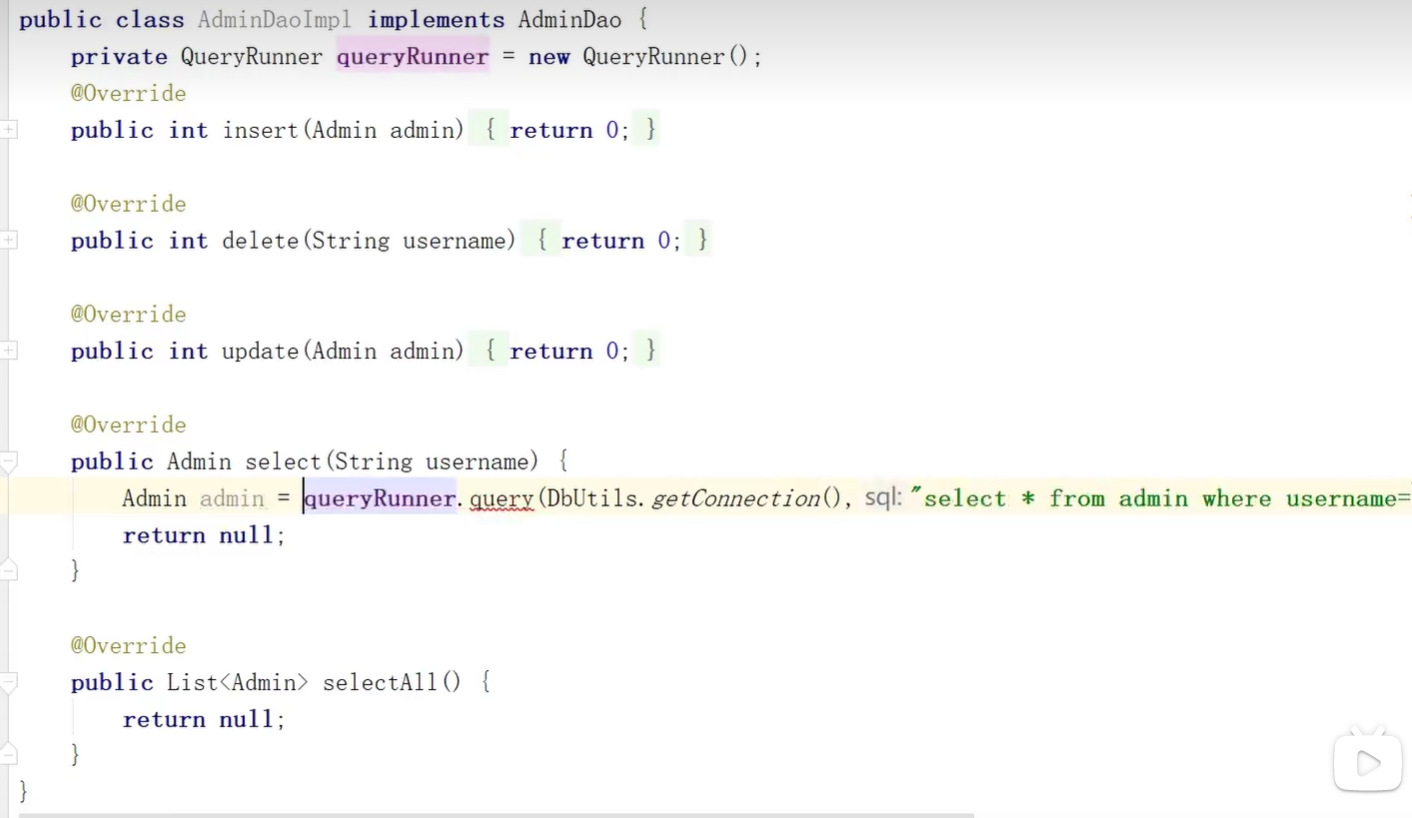 public class AdminDaoImpl implements AdminDao {
private QueryRunner queryRunner = new QueryRunner();
@Override
public int insert(Admin admin) { return 0; }
@Override
public int delete(String username) { return 0; }
@Override
public int update(Admin admin) { return 0; }
@Override
public Admin select(String username) {
Admin admin = queryRunner.query(DbUtils.getConnection(), sql: "select * from admin where username=
return null;
}
@Override
public List<Admin> selectAll() {
return null;
}
}